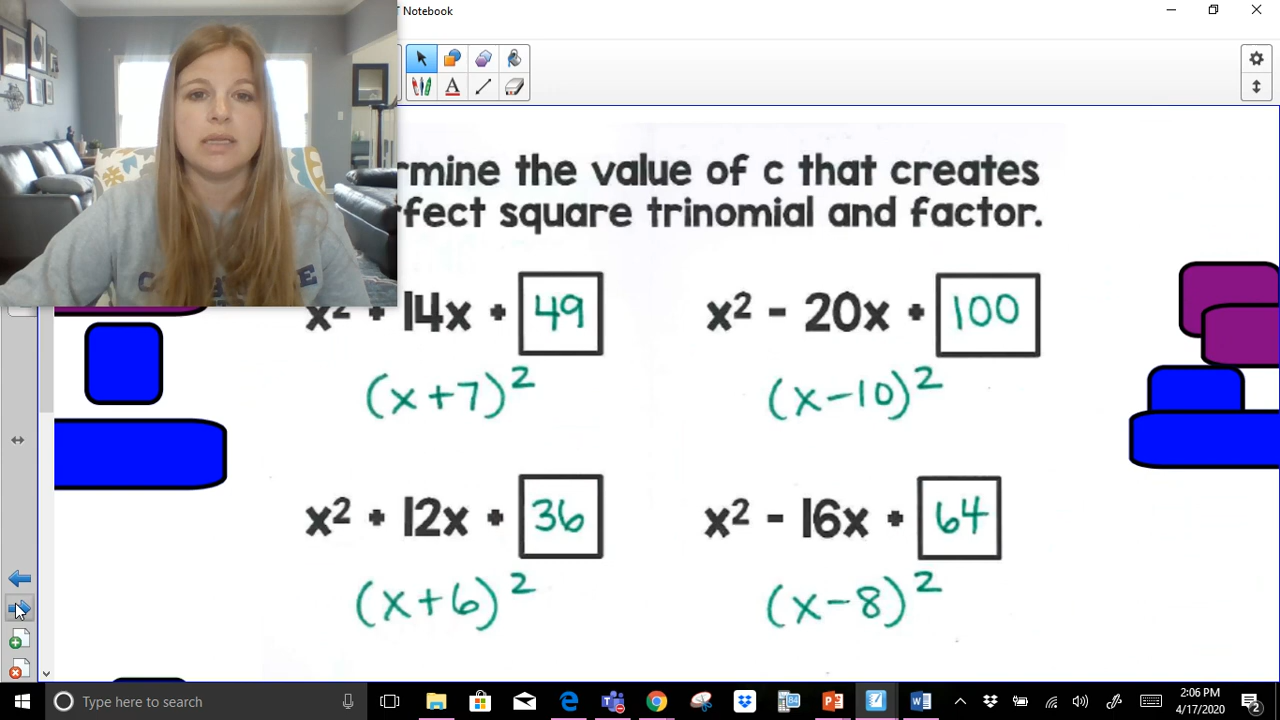 T Notebook
rmine the value of c that creates
rfect square trinomial and factor.
x² + 14x + 49
x² - 20x + 100
(x+7)²
(x-10)²
x² + 12x + 36
x² - 16x + 64
(x+6)²
(x-8)²
Type here to search
2:06 PM
4/17/2020
2